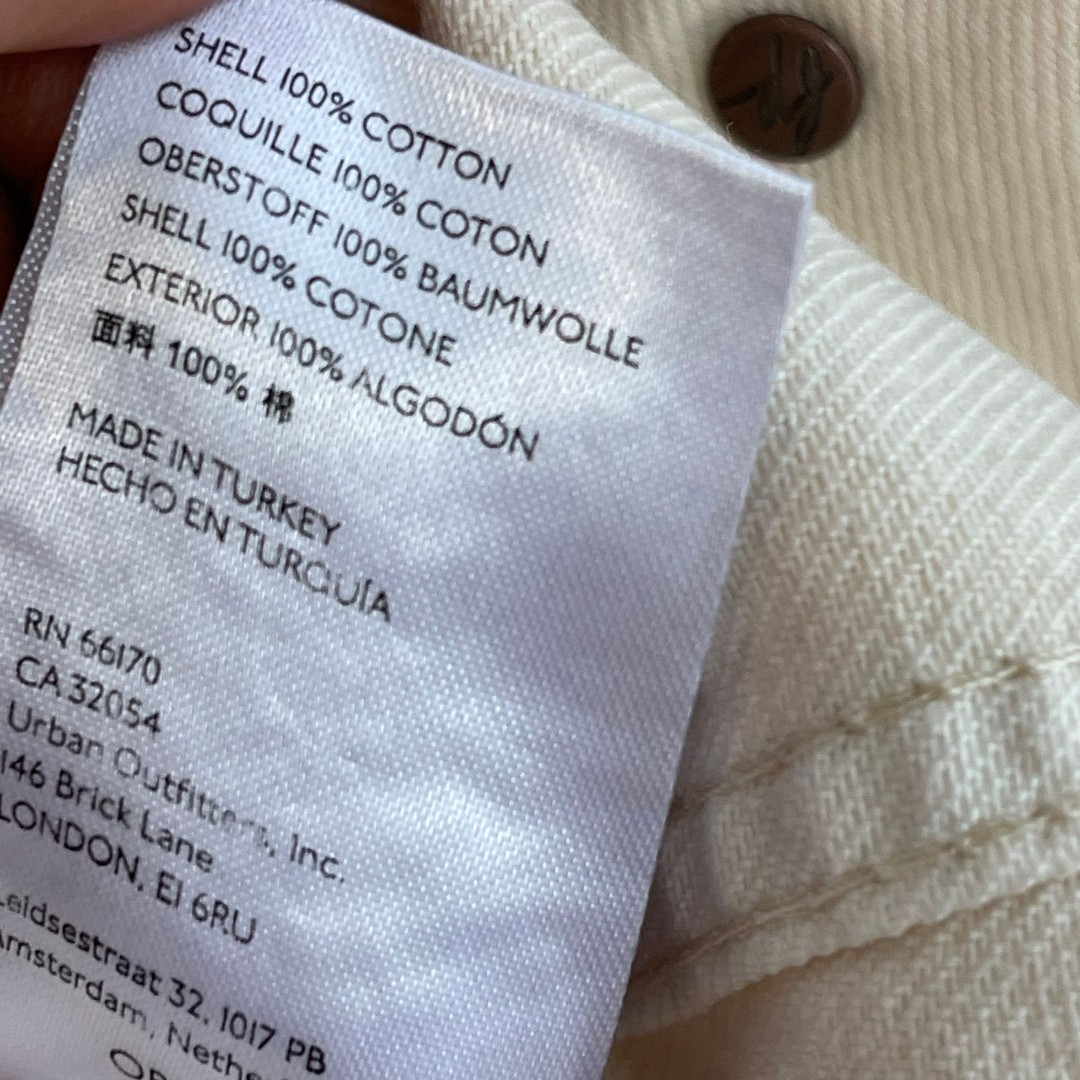 SHELL 100% COTTON
COQUILLE 100% COTON
OBERSTOFF 100% BAUMWOLLE
SHELL 100% COTONE
EXTERIOR 100% ALGODÓN
面料 100% 棉
MADE IN TURKEY
HECHO EN TURQUÍA
RN 66170
CA 32054
Urban Outfitters, Inc.
146 Brick Lane
LONDON, E1 6RU
Leidsestraat 32, 1017 PB
Amsterdam,